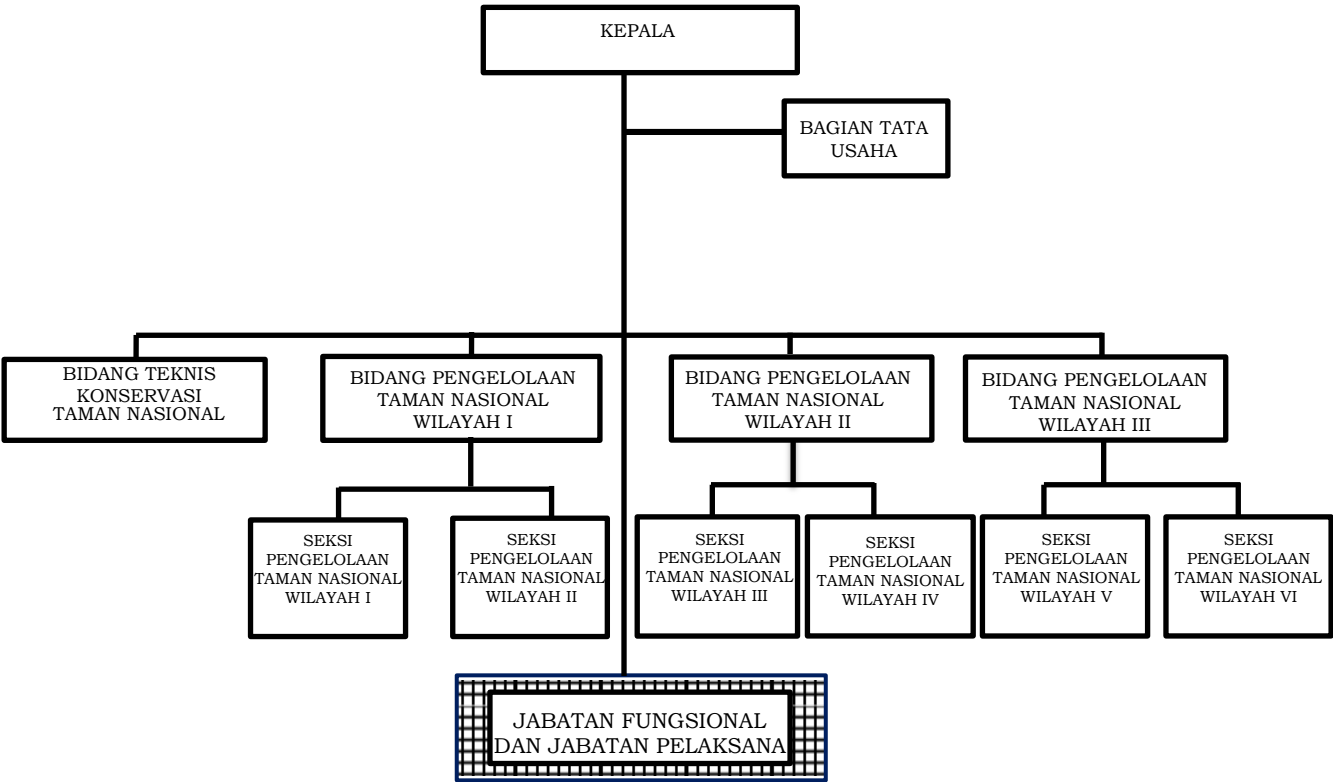 KEPALA
BAGIAN TATA
USAHA
BIDANG TEKNIS
KONSERVASI
TAMAN NASIONAL
BIDANG PENGELOLAAN
TAMAN NASIONAL
WILAYAH I
BIDANG PENGELOLAAN
TAMAN NASIONAL
WILAYAH II
BIDANG PENGELOLAAN
TAMAN NASIONAL
WILAYAH III
SEKSI
PENGELOLAAN
TAMAN NASIONAL
WILAYAH I
SEKSI
PENGELOLAAN
TAMAN NASIONAL
WILAYAH II
SEKSI
PENGELOLAAN
TAMAN NASIONAL
WILAYAH III
SEKSI
PENGELOLAAN
TAMAN NASIONAL
WILAYAH IV
SEKSI
PENGELOLAAN
TAMAN NASIONAL
WILAYAH V
SEKSI
PENGELOLAAN
TAMAN NASIONAL
WILAYAH VI
JABATAN FUNGSIONAL
DAN JABATAN PELAKSANA